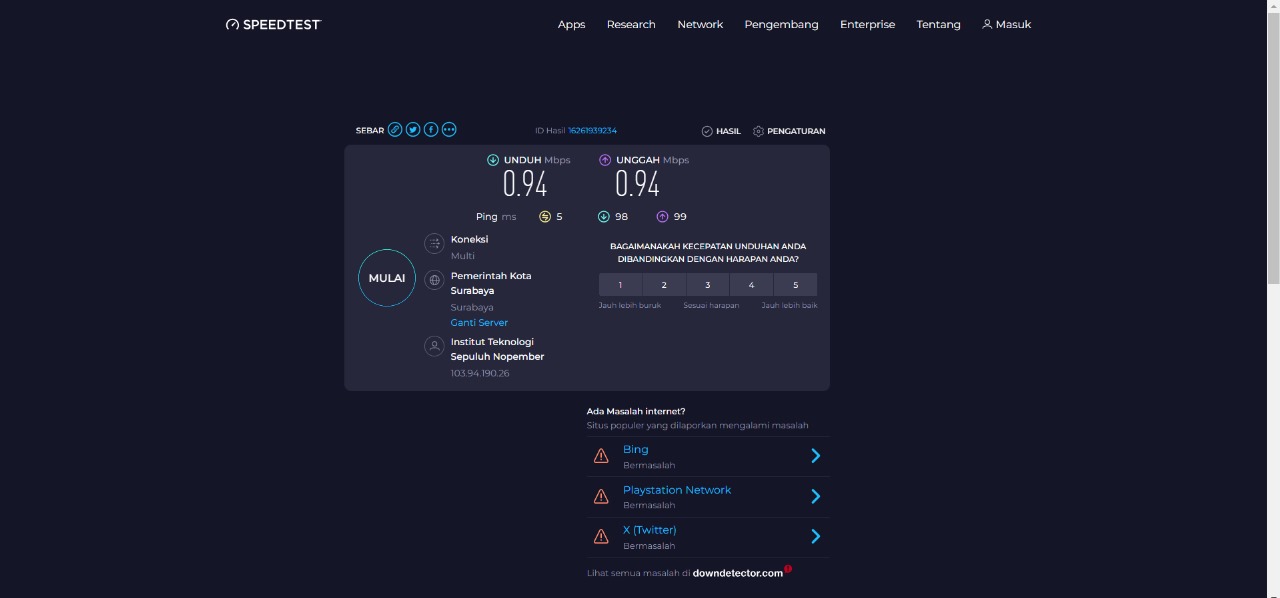 SPEEDTEST
Apps Research Network Pengembang Enterprise Tentang Masuk
SEBAR ID Hasil 16261939234 HASIL PENGATURAN
UNDUH Mbps UNGGAH Mbps
0.94 0.94
Ping ms 5 98 99
MULAI
Koneksi
Multi
Pemerintah Kota
Surabaya
Surabaya
Ganti Server
Institut Teknologi
Sepuluh Nopember
103.94.190.26
BAGAIMANAKAH KECEPATAN UNDUHAN ANDA
DIBANDINGKAN DENGAN HARAPAN ANDA?
1 2 3 4 5
Jauh lebih buruk Sesuai harapan Jauh lebih baik
Ada Masalah internet?
Situs populer yang dilaporkan mengalami masalah
Bing
Bermasalah
Playstation Network
Bermasalah
X (Twitter)
Bermasalah
Lihat semua masalah di downdetector.com